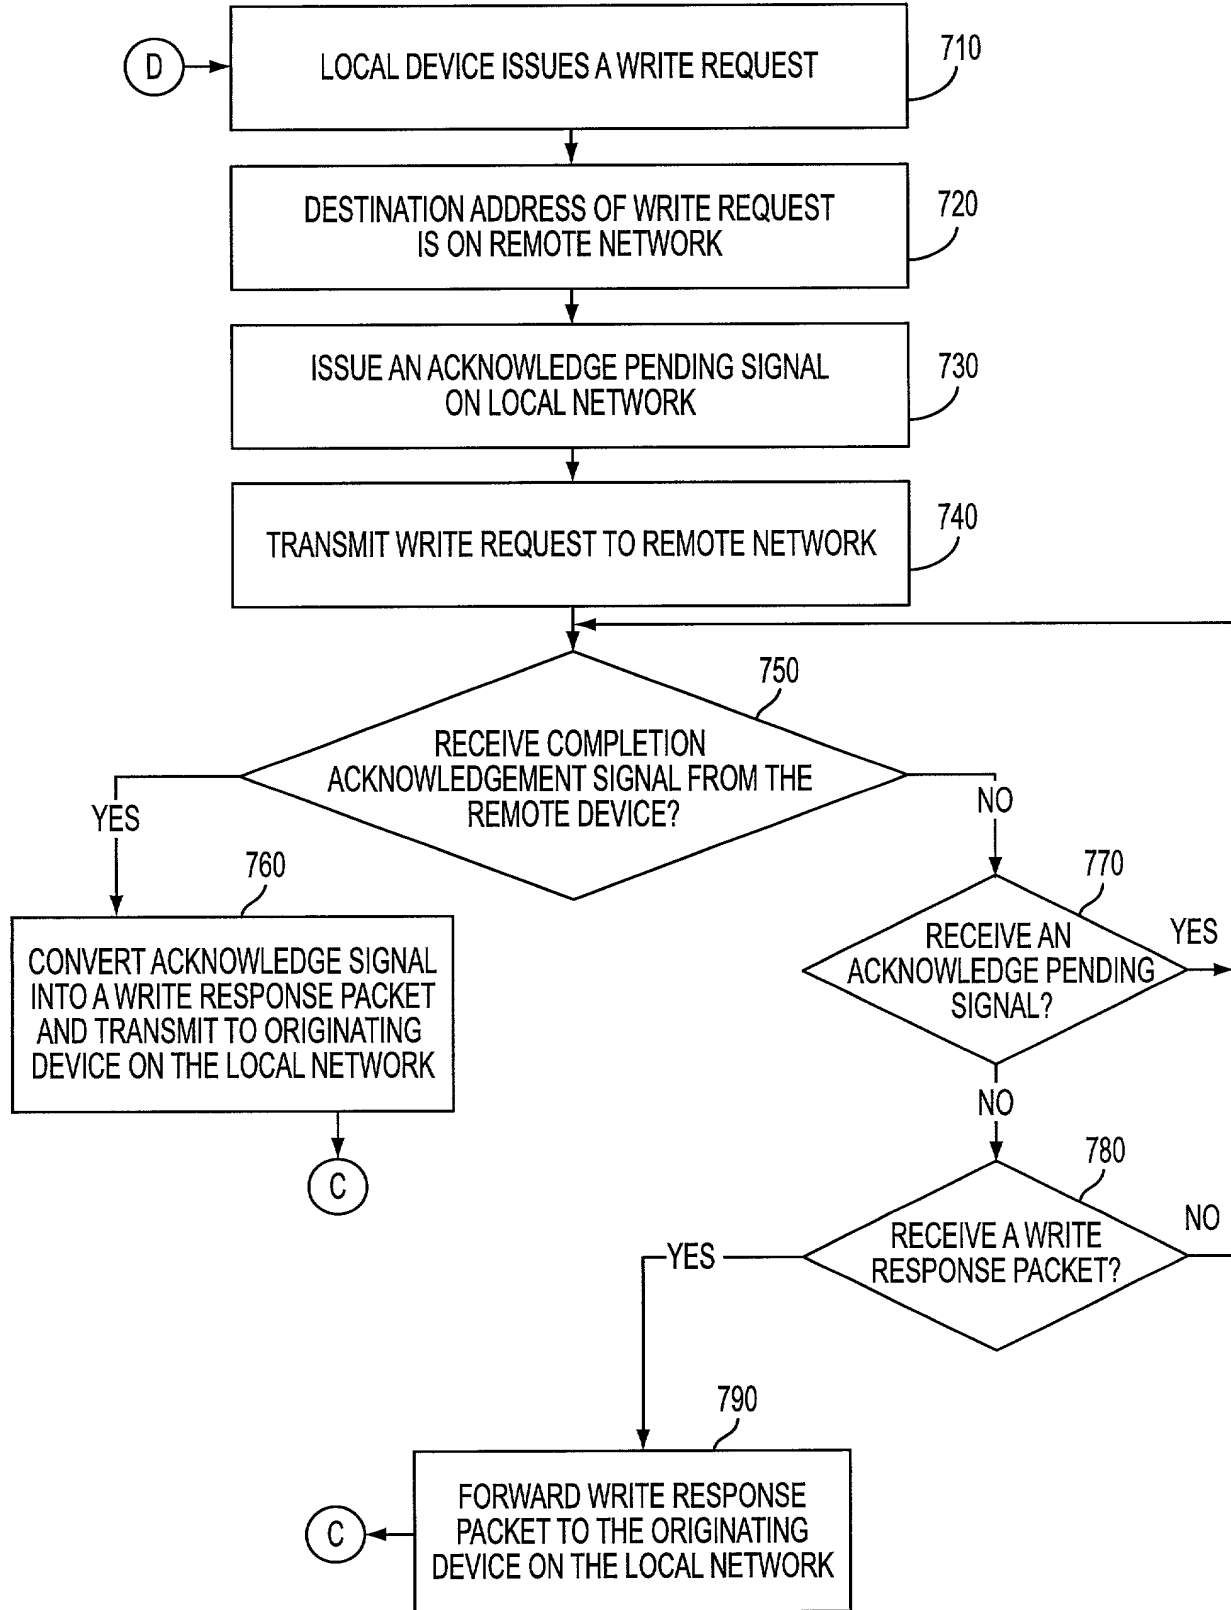 D
LOCAL DEVICE ISSUES A WRITE REQUEST
710
DESTINATION ADDRESS OF WRITE REQUEST
IS ON REMOTE NETWORK
720
ISSUE AN ACKNOWLEDGE PENDING SIGNAL
ON LOCAL NETWORK
730
TRANSMIT WRITE REQUEST TO REMOTE NETWORK
740
750
RECEIVE COMPLETION
ACKNOWLEDGEMENT SIGNAL FROM THE
REMOTE DEVICE?
YES
NO
760
CONVERT ACKNOWLEDGE SIGNAL
INTO A WRITE RESPONSE PACKET
AND TRANSMIT TO ORIGINATING
DEVICE ON THE LOCAL NETWORK
C
770
RECEIVE AN
ACKNOWLEDGE PENDING
SIGNAL?
YES
NO
780
RECEIVE A WRITE
RESPONSE PACKET?
NO
YES
790
FORWARD WRITE RESPONSE
PACKET TO THE ORIGINATING
DEVICE ON THE LOCAL NETWORK
C